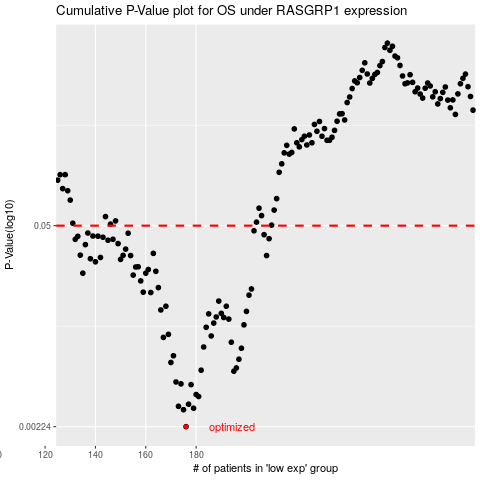 Cumulative P-Value plot for OS under RASGRP1 expression
P-Value(log10)
0.05
0.00224
optimized
0 120 140 160 180
# of patients in 'low exp' group